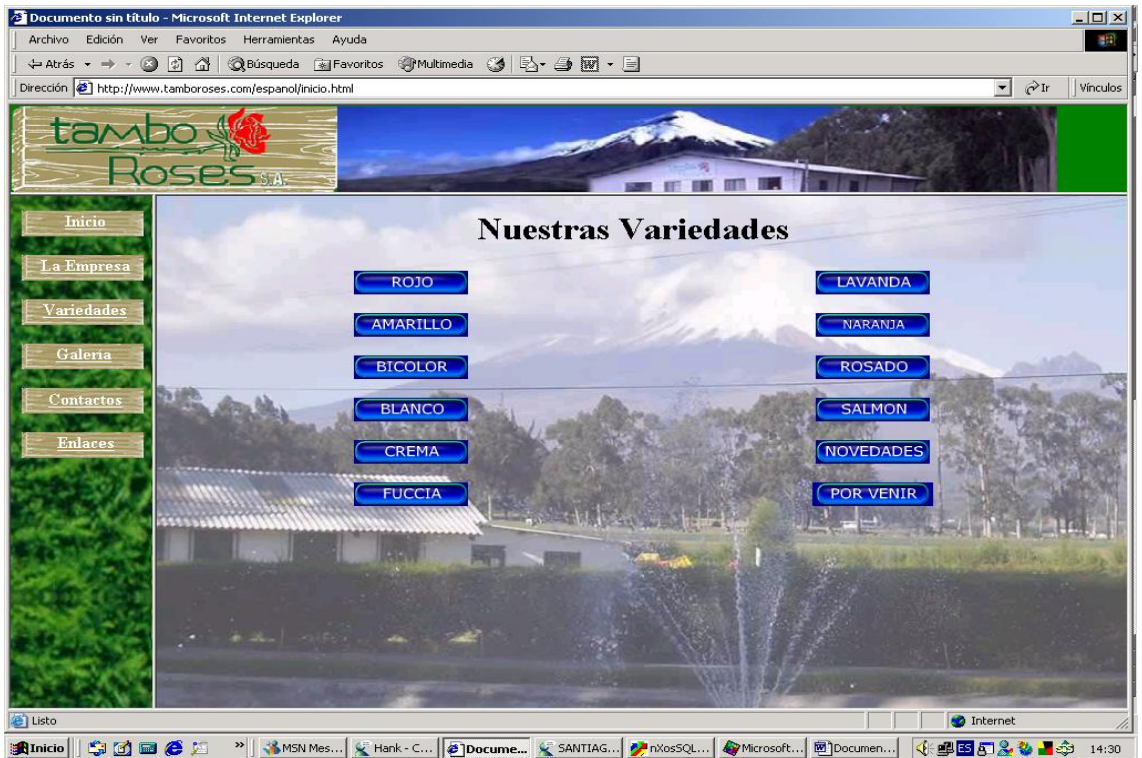 Documento sin título - Microsoft Internet Explorer
Archivo Edición Ver Favoritos Herramientas Ayuda
Atrás Búsqueda Favoritos Multimedia
Dirección http://www.tamboroses.com/espanol/inicio.html Ir Vínculos
tambo
Roses S.A.
Nuestras Variedades
Inicio
La Empresa
Variedades
Galería
Contactos
Enlaces
ROJO
AMARILLO
BICOLOR
BLANCO
CREMA
FUCCIA
LAVANDA
NARANJA
ROSADO
SALMON
NOVEDADES
POR VENIR
Listo Internet
Inicio » MSN Mes... Hank - C... Docume... SANTIAG... nXosSQL... Microsoft... Documen... ES 14:30